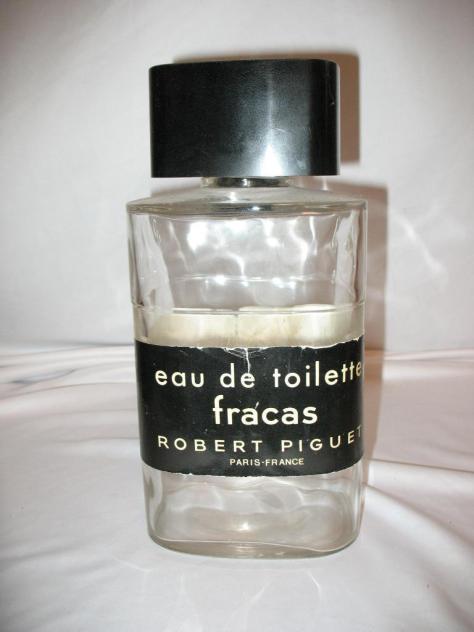 eau de toilette
fracas
ROBERT PIGUET
PARIS-FRANCE